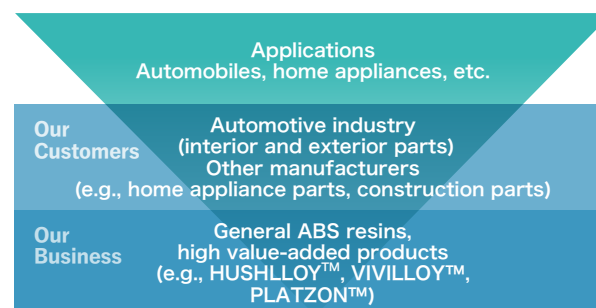 Applications
Automobiles, home appliances, etc.
Our
Customers
Automotive industry
(interior and exterior parts)
Other manufacturers
(e.g., home appliance parts, construction parts)
Our
Business
General ABS resins,
high value-added products
(e.g., HUSHLLOY™, VIVILLOY™,
PLATZON™)